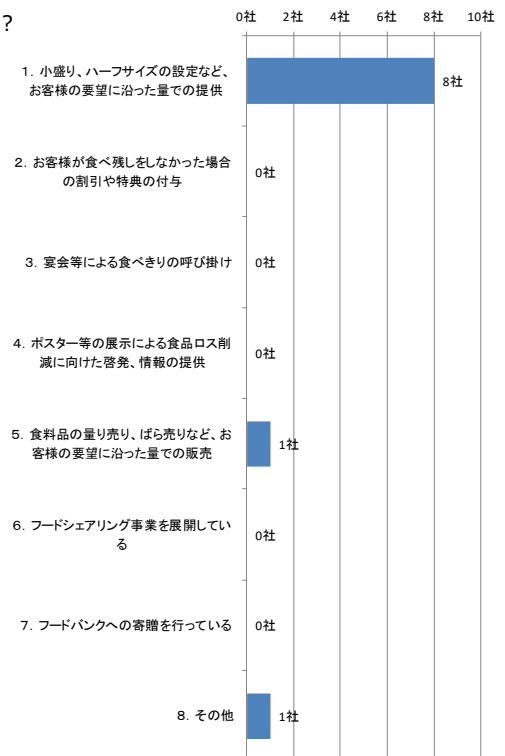 ?
0社 2社 4社 6社 8社 10社
1．小盛り、ハーフサイズの設定など、
お客様の要望に沿った量での提供
8社
2．お客様が食べ残しをしなかった場合
の割引や特典の付与
0社
3．宴会等による食べきりの呼び掛け
0社
4．ポスター等の展示による食品ロス削
減に向けた啓発、情報の提供
0社
5．食料品の量り売り、ばら売りなど、お
客様の要望に沿った量での販売
1社
6．フードシェアリング事業を展開してい
る
0社
7．フードバンクへの寄贈を行っている
0社
8．その他
1社